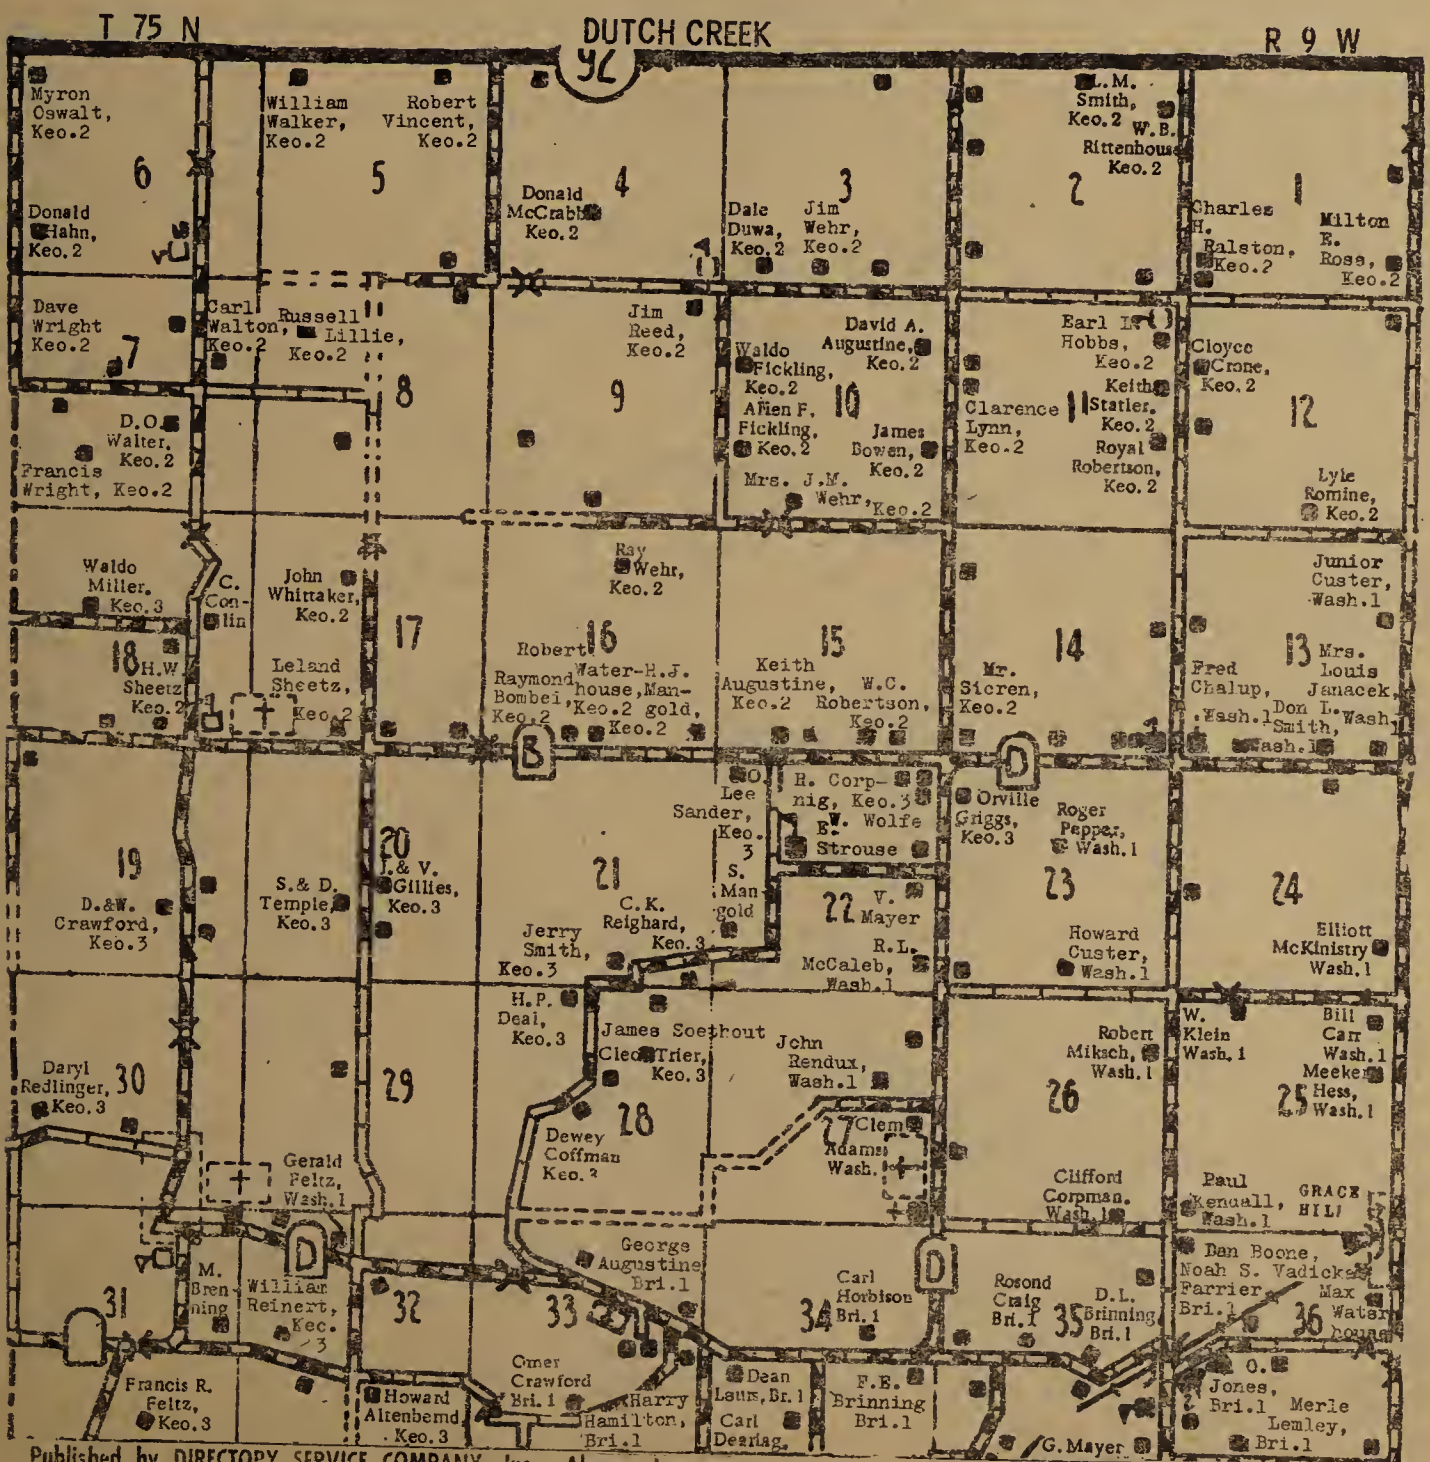 T 75 N
DUTCH CREEK
R 9 W
92
Myron
Oswalt,
Keo.2
William
Walker,
Keo.2
Robert
Vincent,
Keo.2
L.M.
Smith,
Keo.2
W.B.
Rittenhouse
Keo.2
6
5
4
3
2
1
Donald
Hahn,
Keo.2
Donald
McCrabb
Keo.2
Dale
Duwa,
Keo.2
Jim
Wehr,
Keo.2
Charles
H.
Ralston,
Keo.2
Milton
E.
Ross,
Keo.2
Dave
Wright
Keo.2
7
Carl
Walton,
Keo.2
Russell
Lillie,
Keo.2
8
Jim
Reed,
Keo.2
9
David A.
Augustine,
Keo.2
Waldo
Fickling,
Keo.2
10
Allen F.
Fickling,
Keo.2
James
Bowen,
Keo.2
Mrs. J.M.
Wehr, Keo.2
Earl
Hobbs,
Keo.2
Clarence
Lynn,
Keo.2
11
Keith
Statler.
Keo.2
Royal
Robertson,
Keo.2
Cloyce
Crone,
Keo.2
12
Lyle
Romine,
Keo.2
D.O.
Walter,
Keo.2
Francis
Wright, Keo.2
Waldo
Miller.
Keo.3
C.
Con-
lin
John
Whittaker,
Keo.2
17
Ray
Wehr,
Keo.2
16
15
14
13
Junior
Custer,
Wash.1
18
H.W.
Sheetz
Keo.2
Leland
Sheetz,
Keo.2
Raymond
Bombei,
Keo.2
Robert
Water-
house,
Keo.2
H.J.
Man-
gold,
Keo.2
Keith
Augustine,
Keo.2
W.C.
Robertson,
Keo.2
Mr.
Sieren,
Keo.2
Fred
Chalup,
Wash.1
Mrs.
Louis
Janacek,
Wash.1
Don L.
Smith,
Wash.1
B
D
19
20
21
22
23
24
O.
Lee
Sander,
Keo.
3
R. Corp-
nig, Keo.3
W. Wolfe
E.
Strouse
Orville
Griggs,
Keo.3
Roger
Pepper,
Wash.1
D.&W.
Crawford,
Keo.3
S.& D.
Temple,
Keo.3
J.& V.
Gillies,
Keo.3
Jerry
Smith,
Keo.3
C.K.
Reighard,
Keo.3
S.
Man-
gold
V.
Mayer
R.L.
McCaleb,
Wash.1
Howard
Custer,
Wash.1
Elliott
McKinistry
Wash.1
H.P.
Deal,
Keo.3
James Soethout
Cleo Trier,
Keo.3
John
Rendux,
Wash.1
Robert
Miksch,
Wash.1
W.
Klein
Wash.1
Bill
Carr
Wash.1
Meeker
Hess,
Wash.1
Daryl
Redlinger,
Keo.3
30
29
28
27
26
25
Dewey
Coffman
Keo.
Clem
Adams
Wash.
Gerald
Feltz,
Wash.1
Clifford
Corpman.
Wash.1
Paul
Kendall,
Wash.1
GRACE
HILL
D
D
George
Augustine
Bri.1
Dan Boone,
Noah S. Vadicka
Farrier,
Bri.1
Max
Water
house
31
M.
Bren-
ning
William
Reinert,
Keo.
3
32
33
Carl
Horbison
Bri.1
34
Rosond
Craig
Bri.1
35
D.L.
Brinning
Bri.1
36
Francis R.
Feltz,
Keo.3
Howard
Altenbernd
Keo.3
Omer
Crawford
Bri.1
Harry
Hamilton,
Bri.1
Dean
Br.1
Carl
F.E.
Brinning
Bri.1
G.Mayer
O.
Jones,
Bri.1
Merle
Lemley,
Bri.1
Published by DIRECTORY SERVICE COMPANY